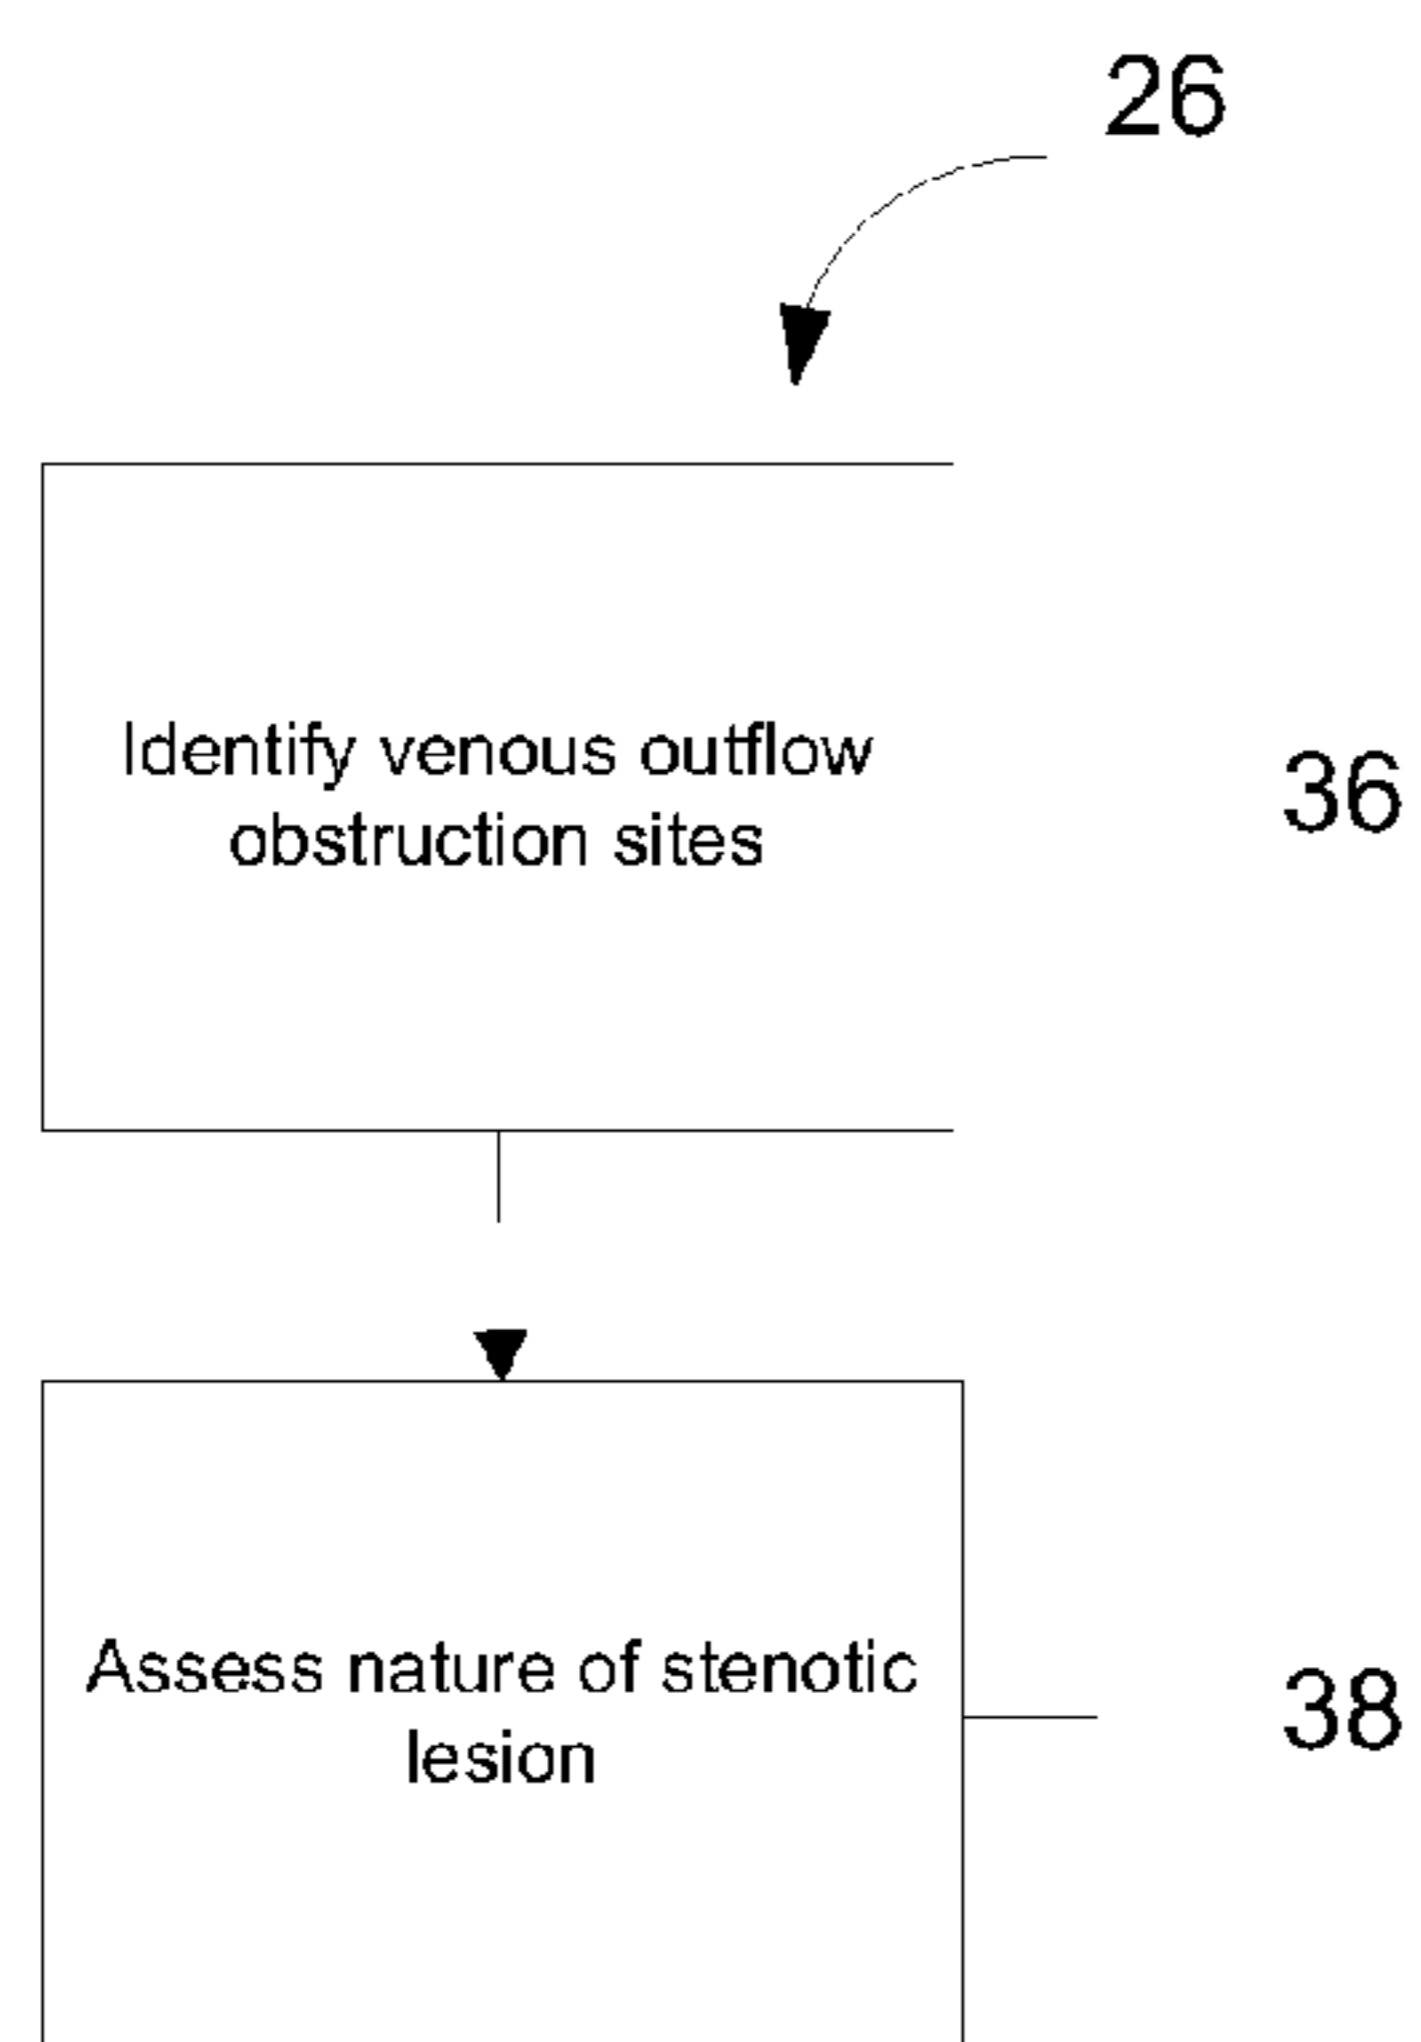 26
Identify venous outflow
obstruction sites
36
Assess nature of stenotic
lesion
38